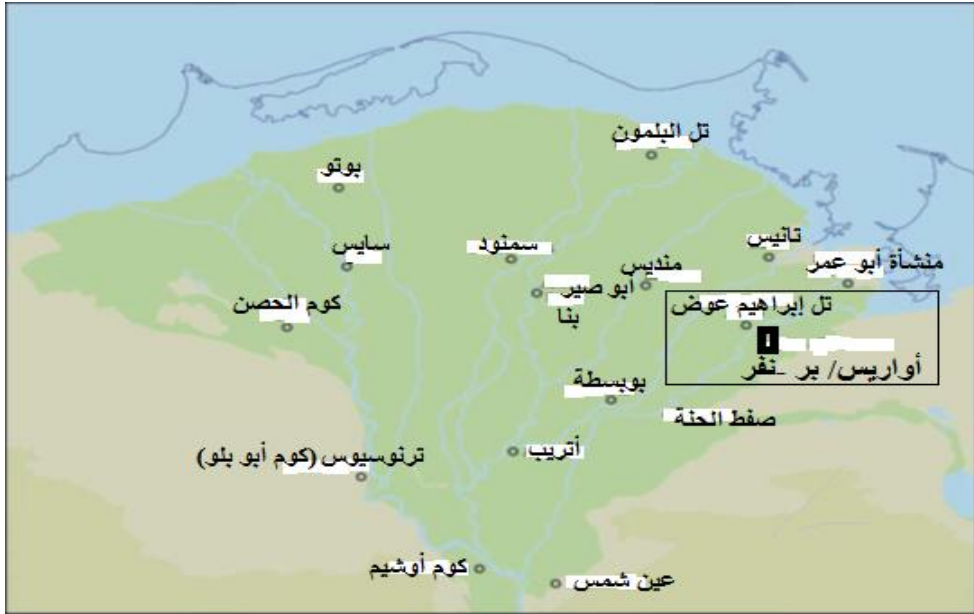 تل البلمون
بوتو
تانيس
سمنود
سايس
منشأة أبو عمر
منديس
أبو صير
بنا
كوم الحصن
تل إبراهيم عوض
أواريس/ بر -نفر
بوبسطة
صفط الحنة
أتريب
ترنوسيوس (كوم أبو بلو)
كوم أوشيم
عين شمس